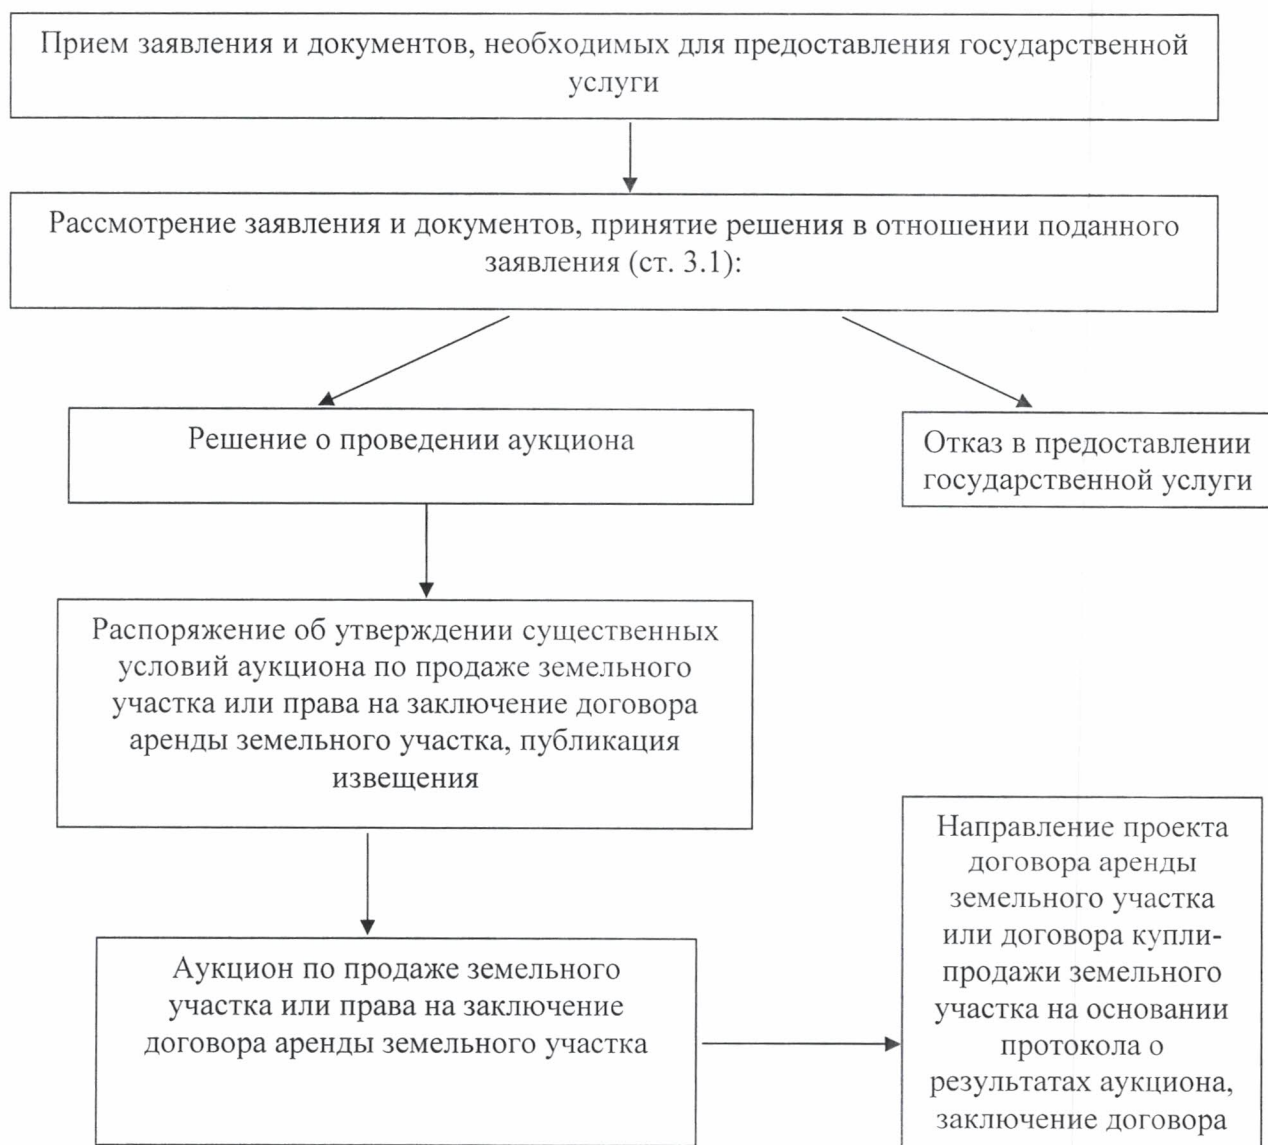 Прием заявления и документов, необходимых для предоставления государственной
услуги
Рассмотрение заявления и документов, принятие решения в отношении поданного
заявления (ст. 3.1):
Решение о проведении аукциона
Отказ в предоставлении
государственной услуги
Распоряжение об утверждении существенных
условий аукциона по продаже земельного
участка или права на заключение договора
аренды земельного участка, публикация
извещения
Аукцион по продаже земельного
участка или права на заключение
договора аренды земельного участка
Направление проекта
договора аренды
земельного участка
или договора купли-
продажи земельного
участка на основании
протокола о
результатах аукциона,
заключение договора